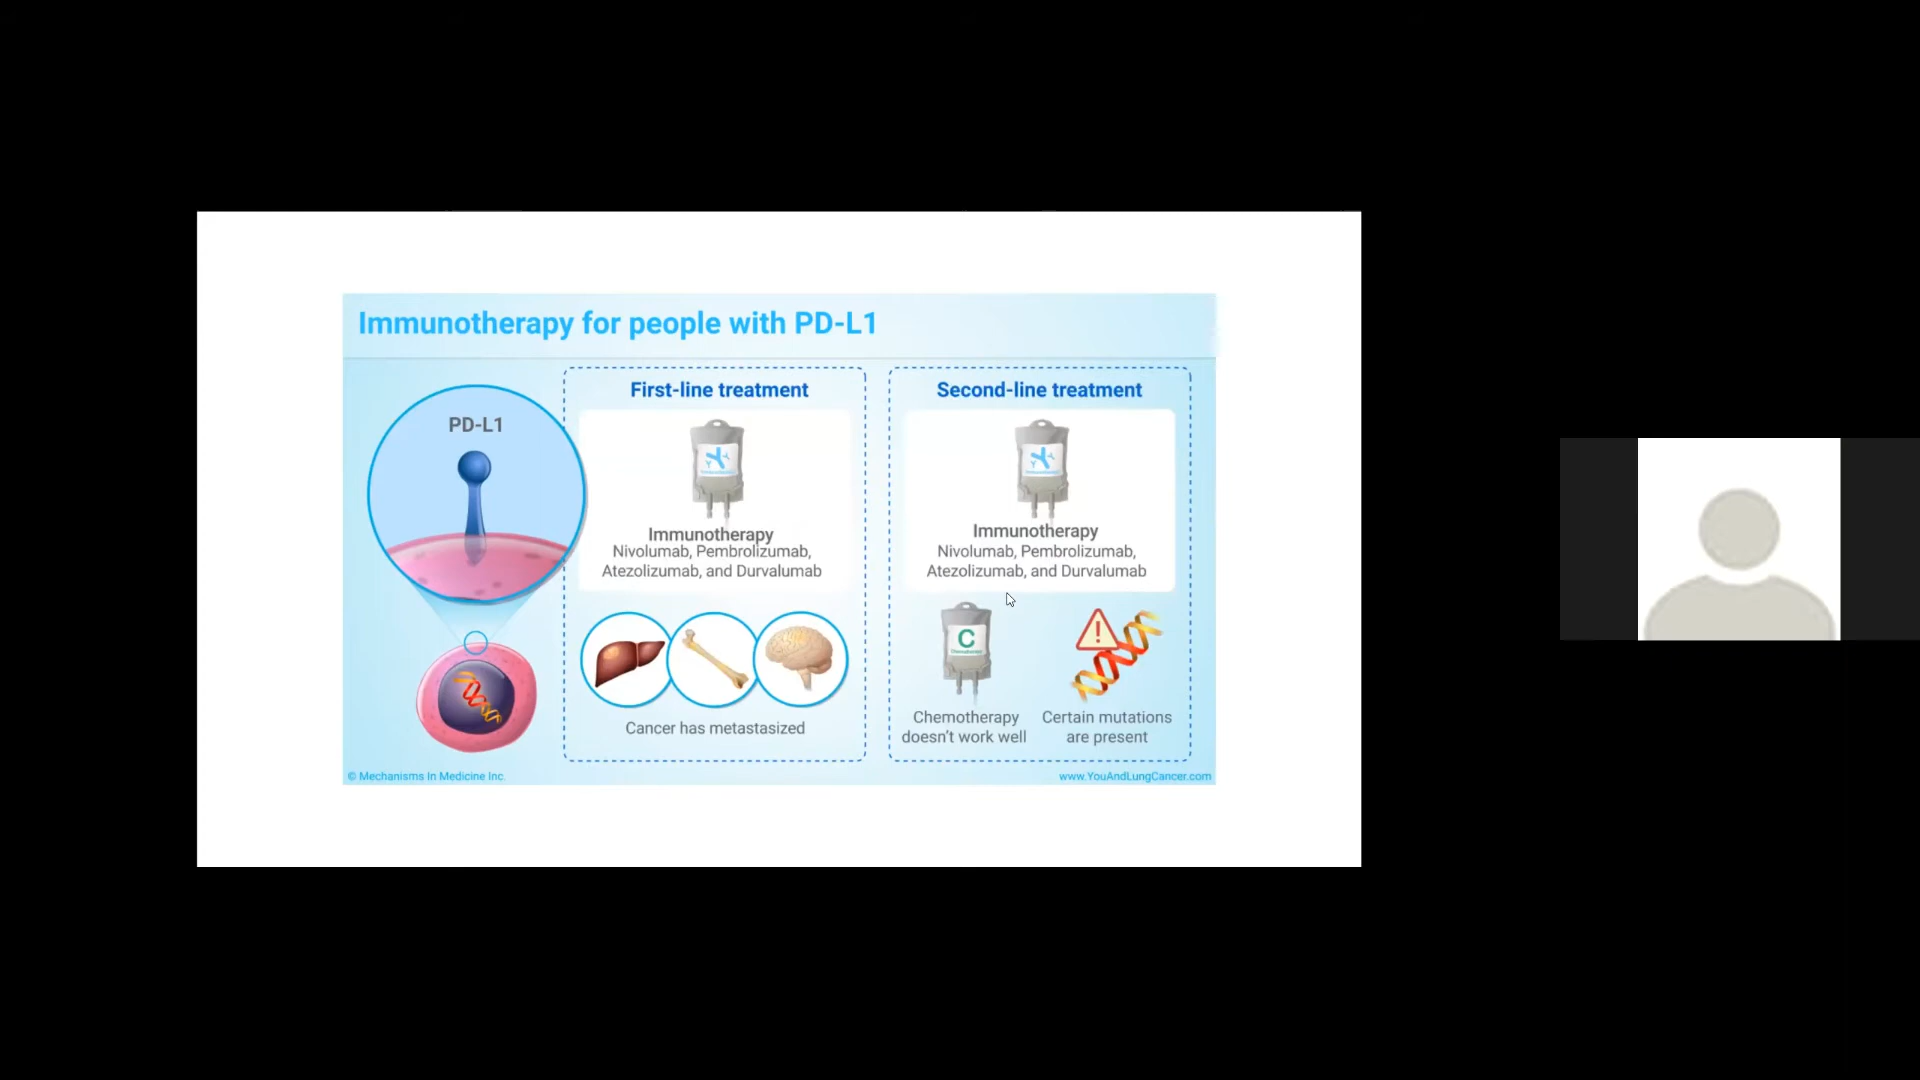 Immunotherapy for people with PD-L1
PD-L1
First-line treatment
Immunotherapy
Nivolumab, Pembrolizumab,
Atezolizumab, and Durvalumab
Cancer has metastasized
Second-line treatment
Immunotherapy
Nivolumab, Pembrolizumab,
Atezolizumab, and Durvalumab
C
Chemotherapy
Chemotherapy
doesn't work well
Certain mutations
are present
© Mechanisms In Medicine Inc.
www.YouAndLungCancer.com